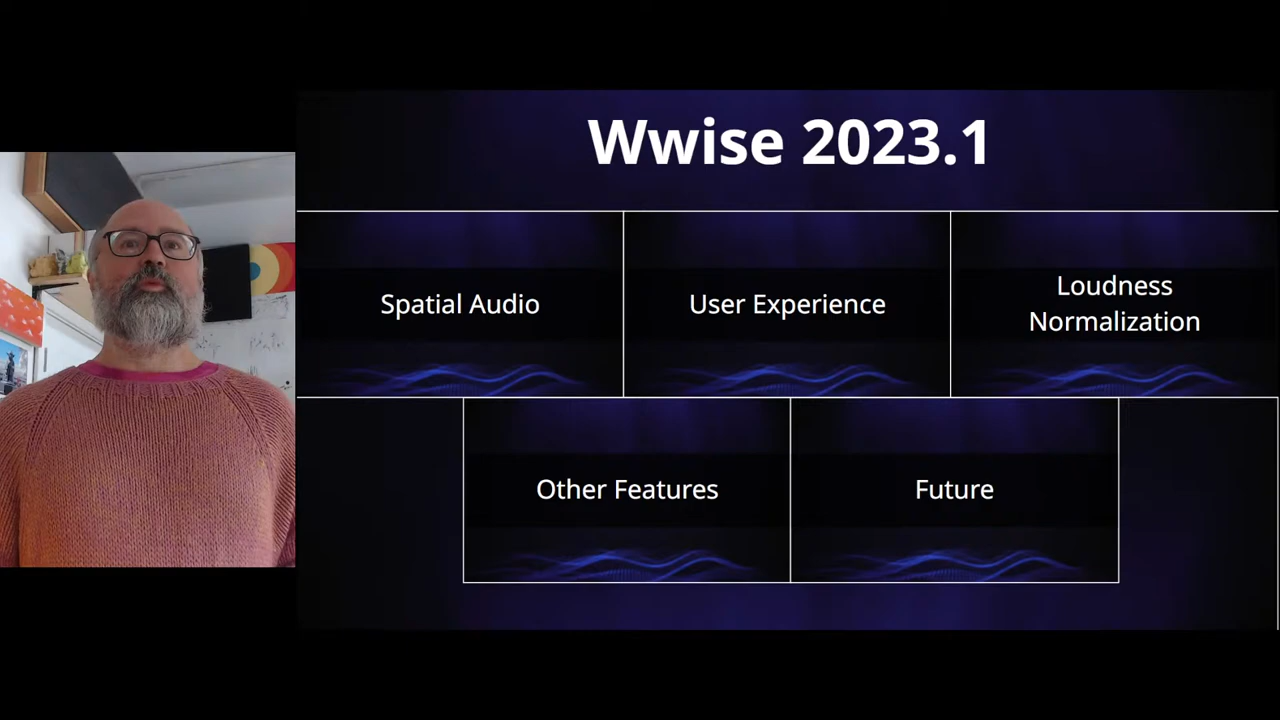 Wwise 2023.1
Spatial Audio
User Experience
Loudness
Normalization
Other Features
Future